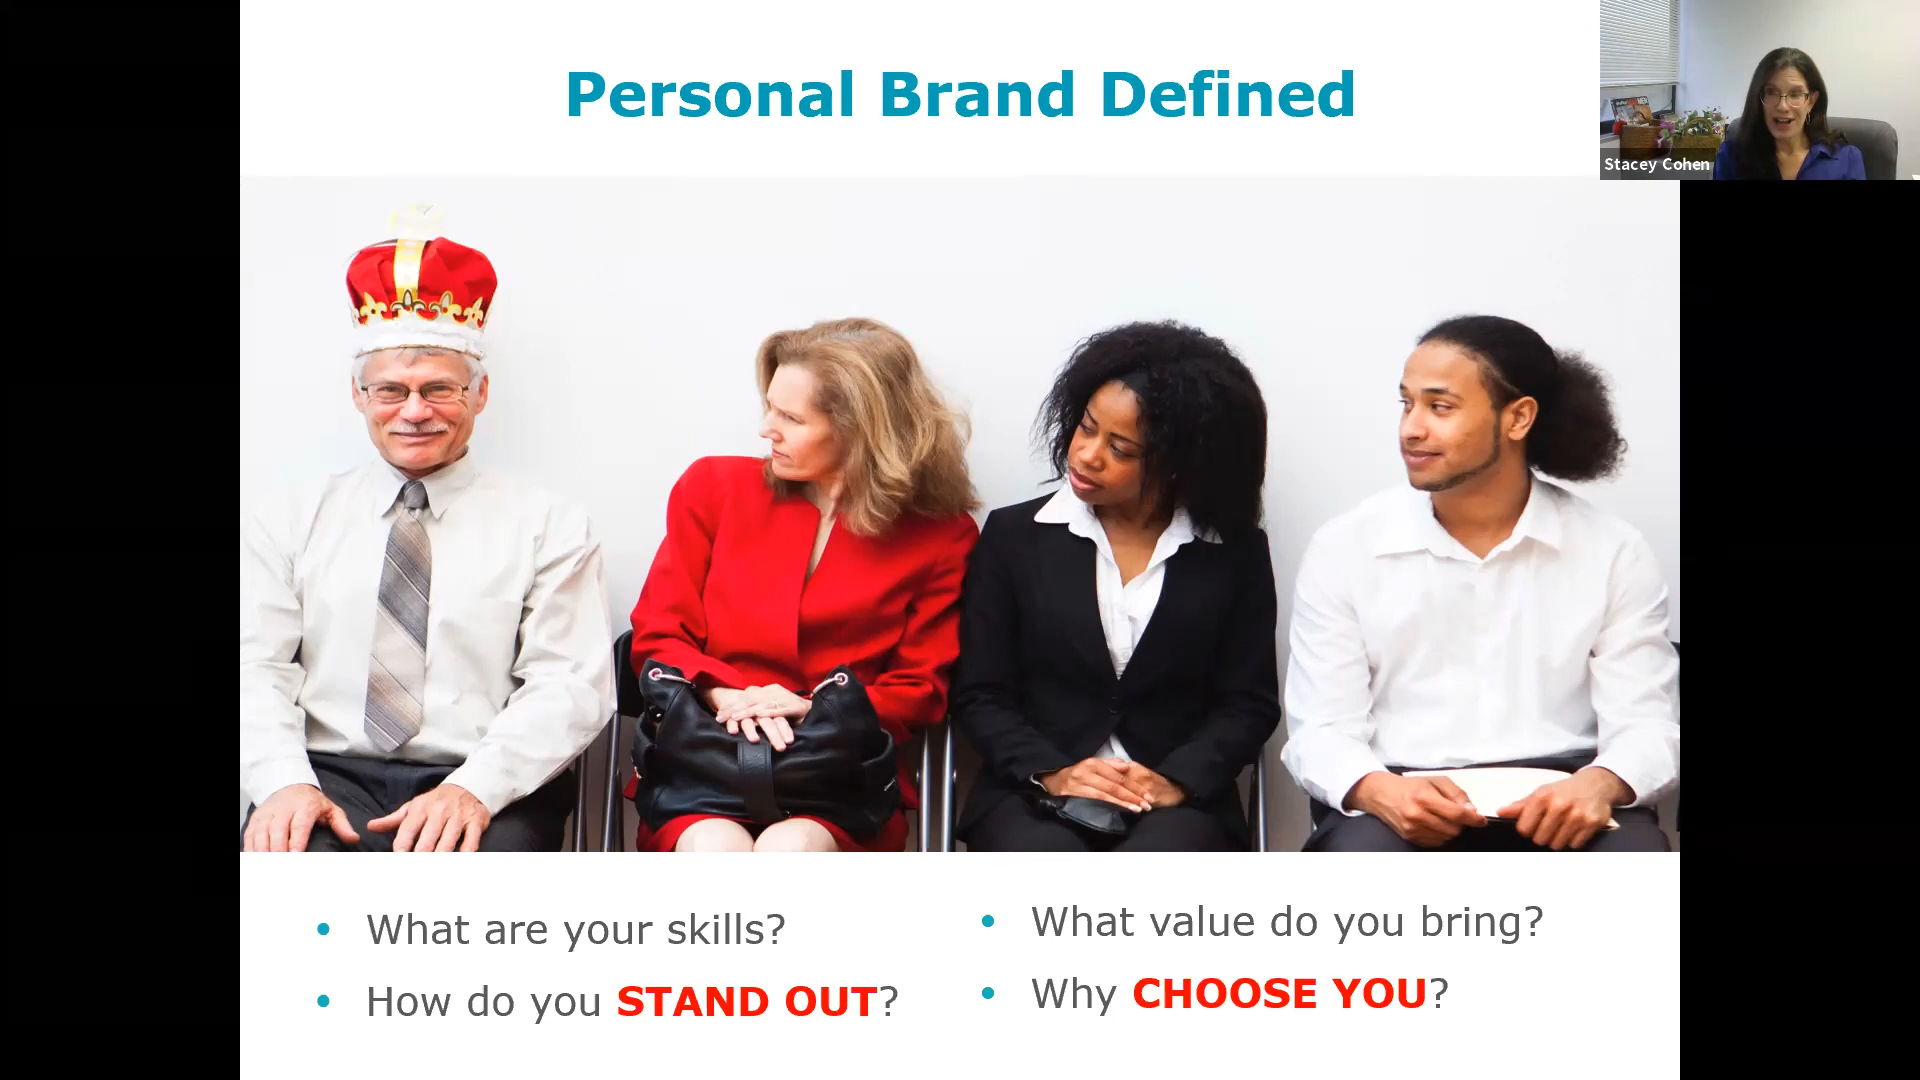 Personal Brand Defined
Stacey Cohen
• What are your skills?
• How do you STAND OUT?
• What value do you bring?
• Why CHOOSE YOU?